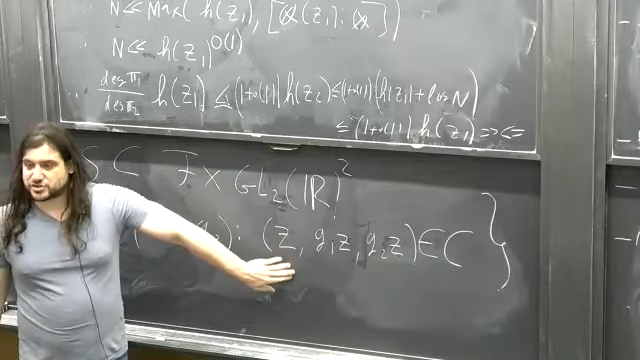 N ≪ Max( h(z₁), [Q(z₁):Q])
∴ N ≪ h(z₁)^{O(1)}
∴ deg π₁ / deg π₂ h(z₁) ≤ (1+o(1)) h(z₂) ≤ (1+o(1))(h(z₁)+log N)
≤ (1+o(1)) h(z₁) ⇒⇐
S ⊂ F × GL₂(ℝ)²
g₂): (z, g₁z, g₂z) ∈ C }